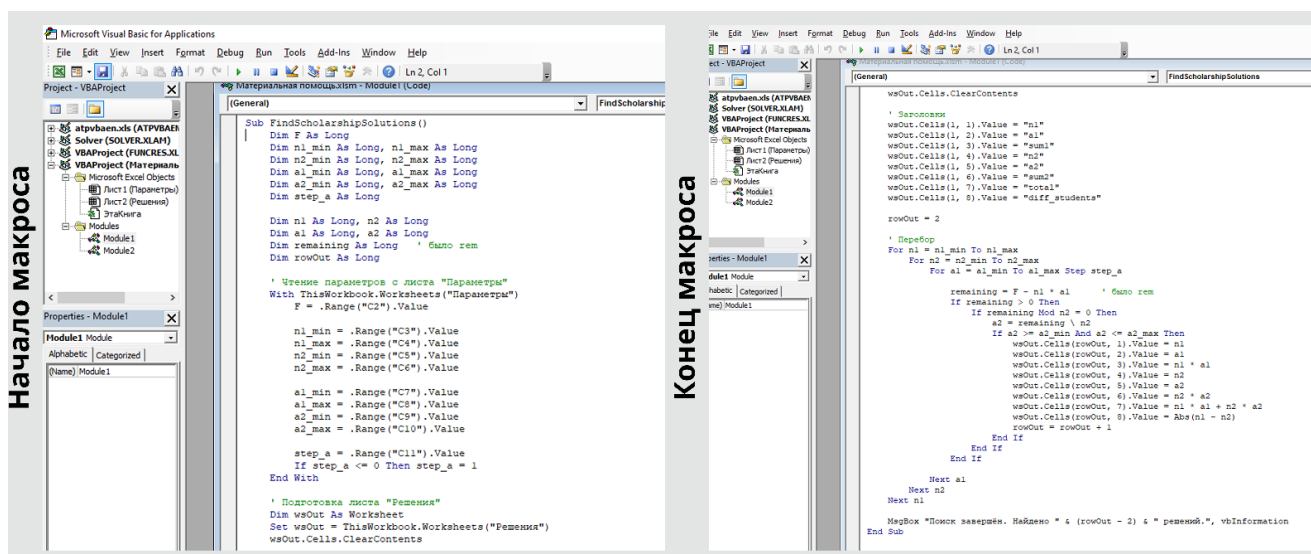 Начало макроса
Microsoft Visual Basic for Applications
File Edit View Insert Format Debug Run Tools Add-Ins Window Help
Ln 2, Col 1
Project - VBAProject
atpvbaen.xls (ATPVBAEN
Solver (SOLVER.XLAM)
VBAProject (FUNCRES.XL
VBAProject (Материаль
Microsoft Excel Objects
Лист1 (Параметры)
Лист2 (Решения)
ЭтаКнига
Modules
Module1
Module2
Properties - Module1
Module1 Module
Alphabetic Categorized
(Name) Module1
Материальная помощь.xlsm - Module1 (Code)
(General) FindScholarship
Sub FindScholarshipSolutions()
Dim F As Long
Dim n1_min As Long, n1_max As Long
Dim n2_min As Long, n2_max As Long
Dim a1_min As Long, a1_max As Long
Dim a2_min As Long, a2_max As Long
Dim step_a As Long
Dim n1 As Long, n2 As Long
Dim a1 As Long, a2 As Long
Dim remaining As Long ' было rem
Dim rowOut As Long
' Чтение параметров с листа "Параметры"
With ThisWorkbook.Worksheets("Параметры")
F = .Range("C2").Value
n1_min = .Range("C3").Value
n1_max = .Range("C4").Value
n2_min = .Range("C5").Value
n2_max = .Range("C6").Value
a1_min = .Range("C7").Value
a1_max = .Range("C8").Value
a2_min = .Range("C9").Value
a2_max = .Range("C10").Value
step_a = .Range("C11").Value
If step_a <= 0 Then step_a = 1
End With
' Подготовка листа "Решения"
Dim wsOut As Worksheet
Set wsOut = ThisWorkbook.Worksheets("Решения")
wsOut.Cells.ClearContents
Конец макроса
ile Edit View Insert Format Debug Run Tools Add-Ins Window Help
Ln 2, Col 1
ect - VBAProject
atpvbaen.xls (ATPVBAEN
Solver (SOLVER.XLAM)
VBAProject (FUNCRES.XL
VBAProject (Материаль
Microsoft Excel Objects
Лист1 (Параметры)
Лист2 (Решения)
ЭтаКнига
Modules
Module1
Module2
perties - Module1
dule1 Module
habetic Categorized
me) Module1
Материальная помощь.xlsm - Module1 (Code)
(General) FindScholarshipSolutions
wsOut.Cells.ClearContents
' Заголовки
wsOut.Cells(1, 1).Value = "n1"
wsOut.Cells(1, 2).Value = "a1"
wsOut.Cells(1, 3).Value = "sum1"
wsOut.Cells(1, 4).Value = "n2"
wsOut.Cells(1, 5).Value = "a2"
wsOut.Cells(1, 6).Value = "sum2"
wsOut.Cells(1, 7).Value = "total"
wsOut.Cells(1, 8).Value = "diff_students"
rowOut = 2
' Перебор
For n1 = n1_min To n1_max
For n2 = n2_min To n2_max
For a1 = a1_min To a1_max Step step_a
remaining = F - n1 * a1 ' было rem
If remaining > 0 Then
If remaining Mod n2 = 0 Then
a2 = remaining \ n2
If a2 >= a2_min And a2 <= a2_max Then
wsOut.Cells(rowOut, 1).Value = n1
wsOut.Cells(rowOut, 2).Value = a1
wsOut.Cells(rowOut, 3).Value = n1 * a1
wsOut.Cells(rowOut, 4).Value = n2
wsOut.Cells(rowOut, 5).Value = a2
wsOut.Cells(rowOut, 6).Value = n2 * a2
wsOut.Cells(rowOut, 7).Value = n1 * a1 + n2 * a2
wsOut.Cells(rowOut, 8).Value = Abs(n1 - n2)
rowOut = rowOut + 1
End If
End If
End If
Next a1
Next n2
Next n1
MsgBox "Поиск завершён. Найдено " & (rowOut - 2) & " решений.", vbInformation
End Sub